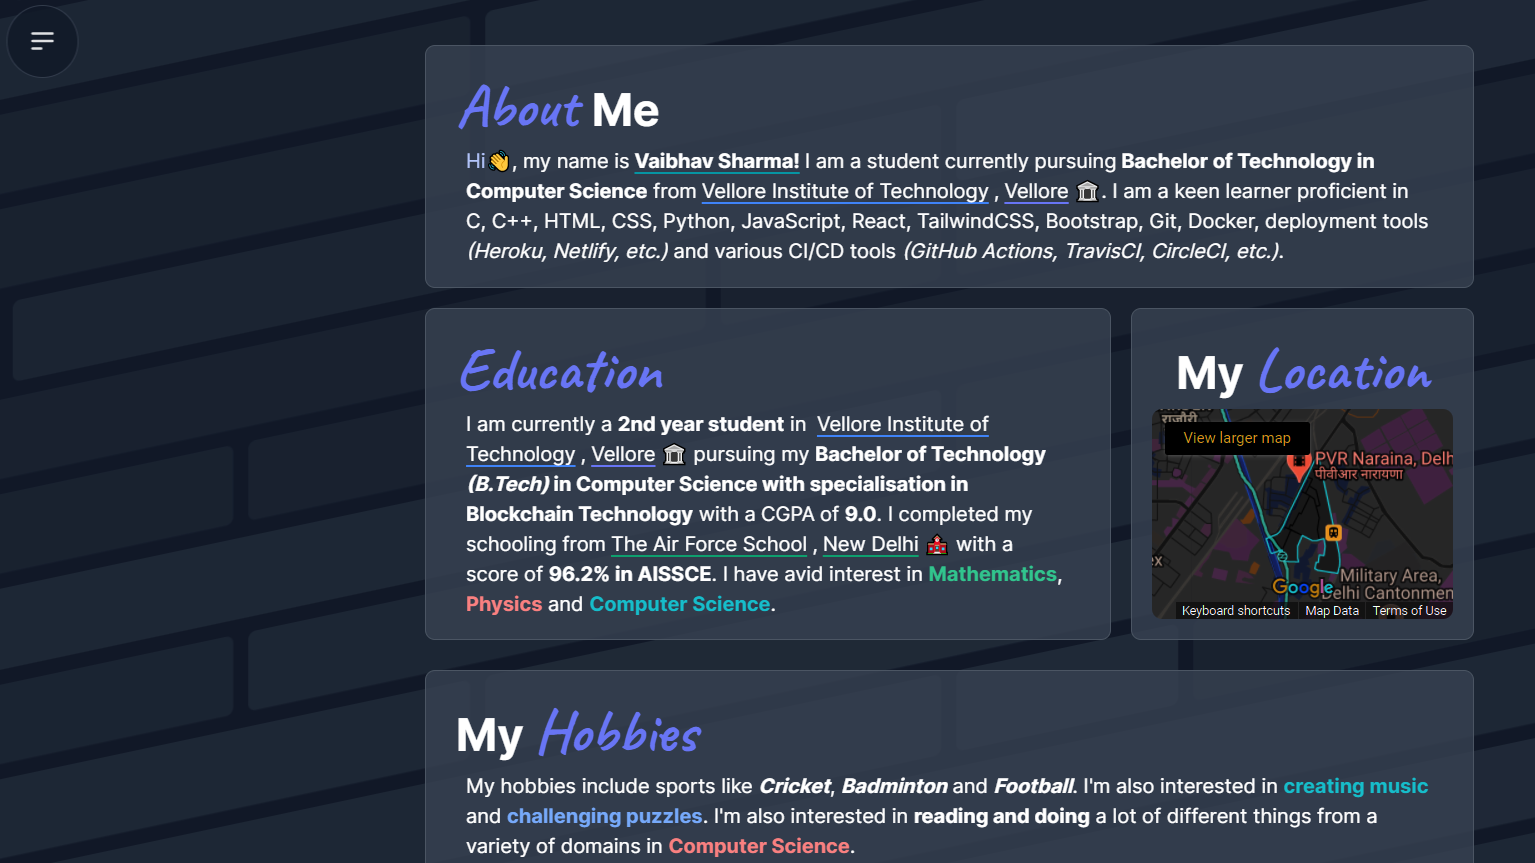 About Me
Hi👋, my name is Vaibhav Sharma! I am a student currently pursuing Bachelor of Technology in
Computer Science from Vellore Institute of Technology , Vellore 🏛. I am a keen learner proficient in
C, C++, HTML, CSS, Python, JavaScript, React, TailwindCSS, Bootstrap, Git, Docker, deployment tools
(Heroku, Netlify, etc.) and various CI/CD tools (GitHub Actions, TravisCI, CircleCI, etc.).
Education
I am currently a 2nd year student in Vellore Institute of
Technology , Vellore 🏛 pursuing my Bachelor of Technology
(B.Tech) in Computer Science with specialisation in
Blockchain Technology with a CGPA of 9.0. I completed my
schooling from The Air Force School , New Delhi 🏫 with a
score of 96.2% in AISSCE. I have avid interest in Mathematics,
Physics and Computer Science.
My Location
राजौरी
View larger map
PVR Naraina, Delh
पीवीआर नारायणा
ex
Military Area,
Delhi Cantonmen
Google
Keyboard shortcuts Map Data Terms of Use
My Hobbies
My hobbies include sports like Cricket, Badminton and Football. I'm also interested in creating music
and challenging puzzles. I'm also interested in reading and doing a lot of different things from a
variety of domains in Computer Science.